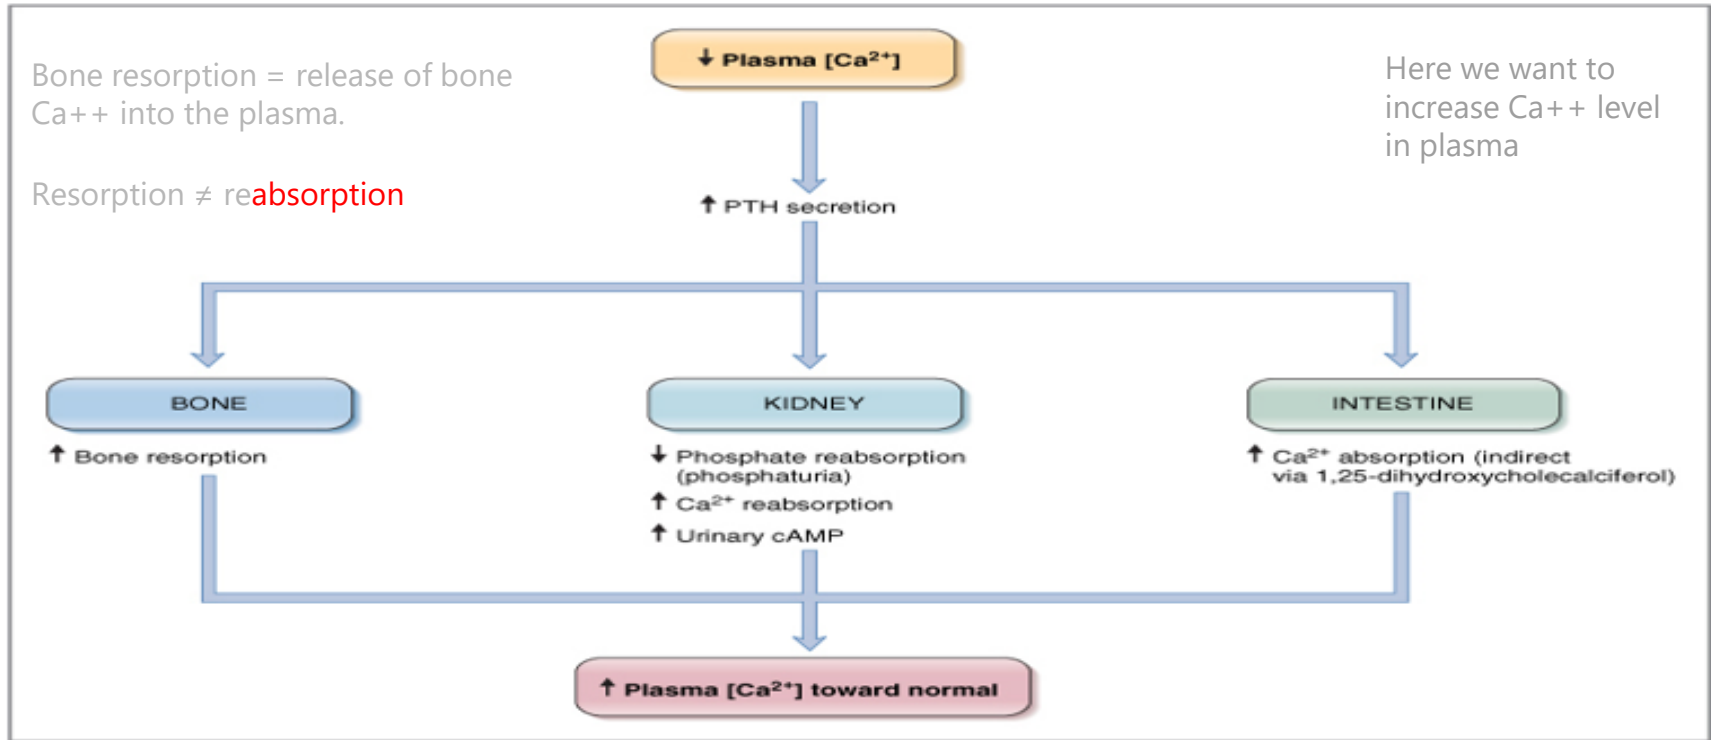 Bone resorption = release of bone
Ca++ into the plasma.
Resorption ≠ reabsorption
↓ Plasma [Ca²⁺]
Here we want to
increase Ca++ level
in plasma
↑ PTH secretion
BONE
↑ Bone resorption
KIDNEY
↓ Phosphate reabsorption
(phosphaturia)
↑ Ca²⁺ reabsorption
↑ Urinary cAMP
INTESTINE
↑ Ca²⁺ absorption (indirect
via 1,25-dihydroxycholecalciferol)
↑ Plasma [Ca²⁺] toward normal